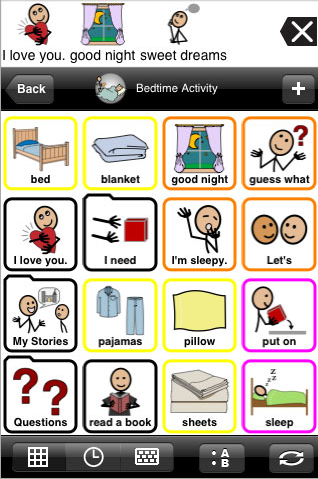 I love you. good night sweet dreams
Back
Bedtime Activity
bed
blanket
good night
guess what
I love you.
I need
I'm sleepy.
Let's
My Stories
pajamas
pillow
put on
Questions
read a book
sheets
z z z
sleep
A
B